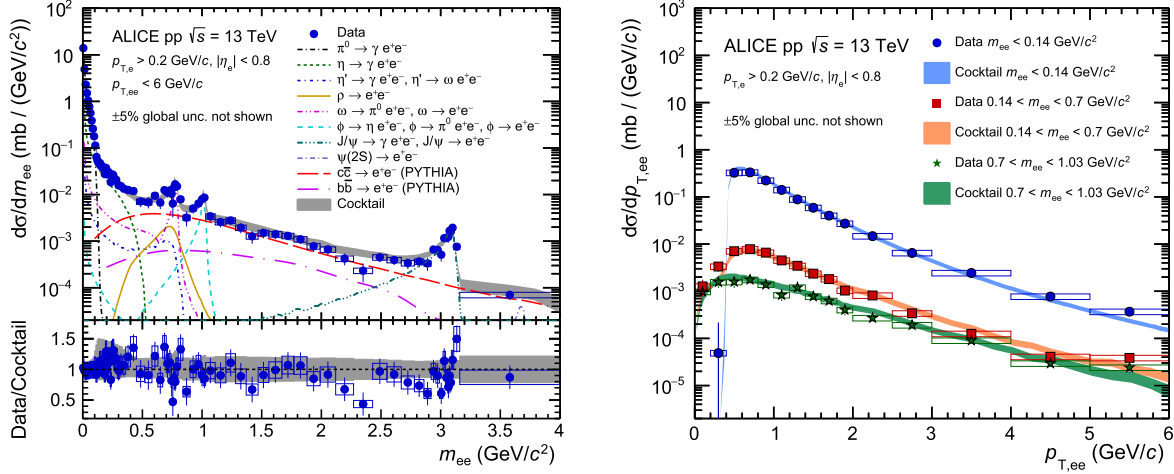 dσ/dm_ee (mb / (GeV/c²))
10²
10
1
10⁻¹
10⁻²
10⁻³
10⁻⁴
ALICE pp √s = 13 TeV
p_T,e > 0.2 GeV/c, |η_e| < 0.8
p_T,ee < 6 GeV/c
±5% global unc. not shown
Data
π⁰ → γ e⁺e⁻
η → γ e⁺e⁻
η' → γ e⁺e⁻, η' → ω e⁺e⁻
ρ → e⁺e⁻
ω → π⁰ e⁺e⁻, ω → e⁺e⁻
ϕ → η e⁺e⁻, ϕ → π⁰ e⁺e⁻, ϕ → e⁺e⁻
J/ψ → γ e⁺e⁻, J/ψ → e⁺e⁻
ψ(2S) → e⁺e⁻
cc̅ → e⁺e⁻ (PYTHIA)
bb̅ → e⁺e⁻ (PYTHIA)
Cocktail
Data/Cocktail
1.5
1.0
0.5
0 0.5 1 1.5 2 2.5 3 3.5 4
m_ee (GeV/c²)
dσ/dp_T,ee (mb / (GeV/c))
10³
10²
10
1
10⁻¹
10⁻²
10⁻³
10⁻⁴
10⁻⁵
ALICE pp √s = 13 TeV
p_T,e > 0.2 GeV/c, |η_e| < 0.8
±5% global unc. not shown
Data m_ee < 0.14 GeV/c²
Cocktail m_ee < 0.14 GeV/c²
Data 0.14 < m_ee < 0.7 GeV/c²
Cocktail 0.14 < m_ee < 0.7 GeV/c²
Data 0.7 < m_ee < 1.03 GeV/c²
Cocktail 0.7 < m_ee < 1.03 GeV/c²
0 1 2 3 4 5 6
p_T,ee (GeV/c)